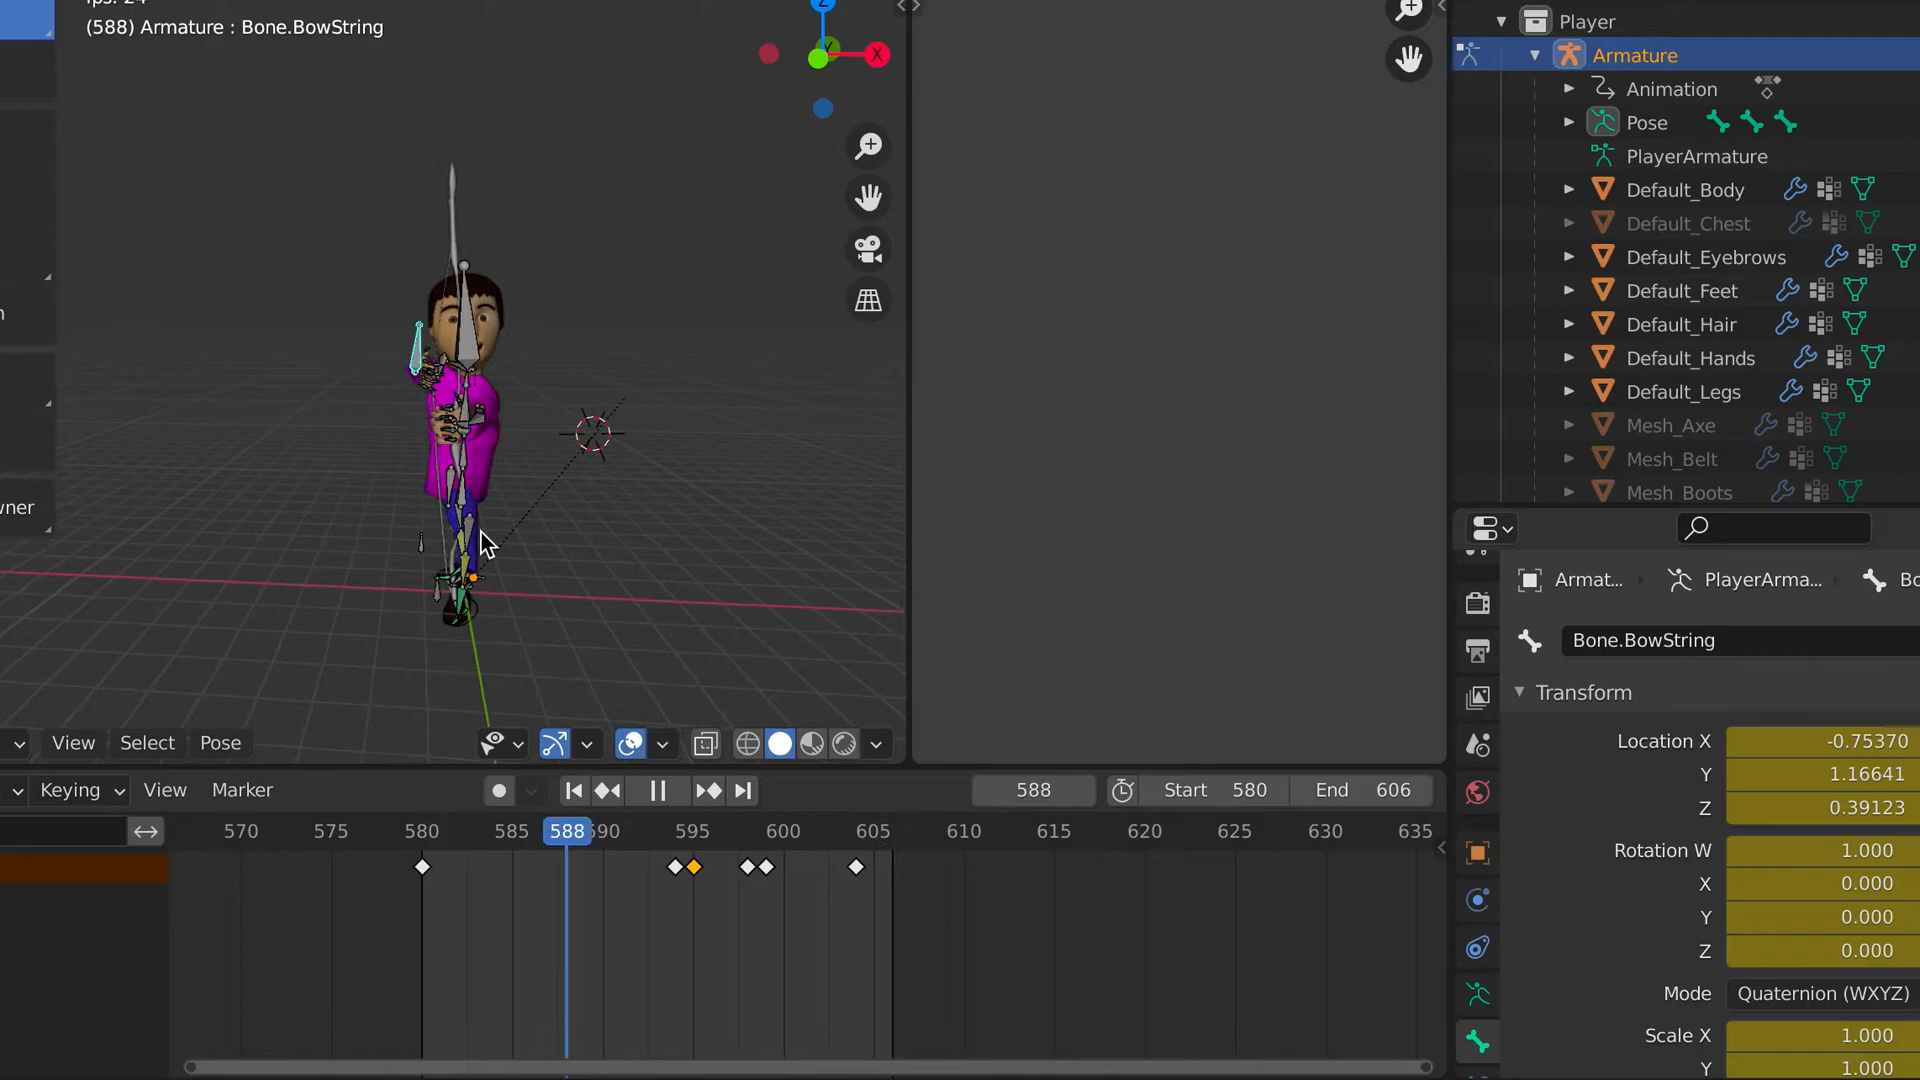 (588) Armature : Bone.BowString
Z
Y
X
View
Select
Pose
Keying
View
Marker
588
Start
580
End
606
570
575
580
585
588
590
595
600
605
610
615
620
625
630
635
Player
Armature
Animation
Pose
PlayerArmature
Default_Body
Default_Chest
Default_Eyebrows
Default_Feet
Default_Hair
Default_Hands
Default_Legs
Mesh_Axe
Mesh_Belt
Mesh_Boots
Armat...
PlayerArma...
Bo
Bone.BowString
Transform
Location X
-0.75370
Y
1.16641
Z
0.39123
Rotation W
1.000
X
0.000
Y
0.000
Z
0.000
Mode
Quaternion (WXYZ)
Scale X
1.000
Y
1.000